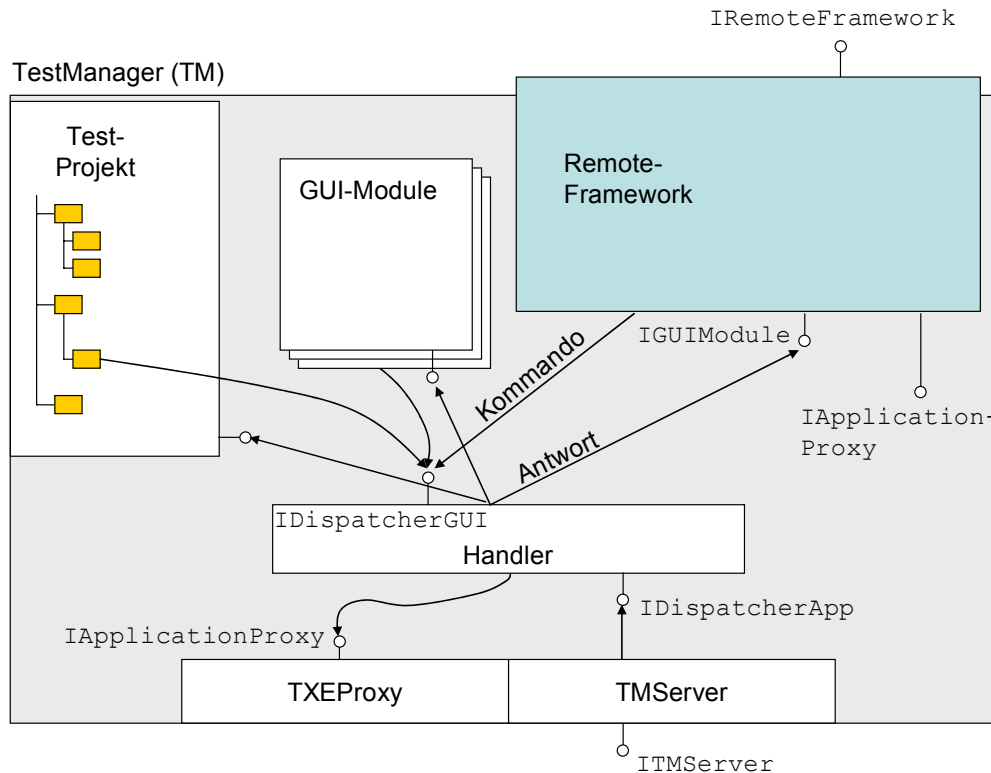 IRemoteFramework
TestManager (TM)
Test-
Projekt
GUI-Module
Remote-
Framework
IGUIModule
Kommando
IApplication-
Proxy
Antwort
IDispatcherGUI
Handler
IDispatcherApp
IApplicationProxy
TXEProxy
TMServer
ITMServer